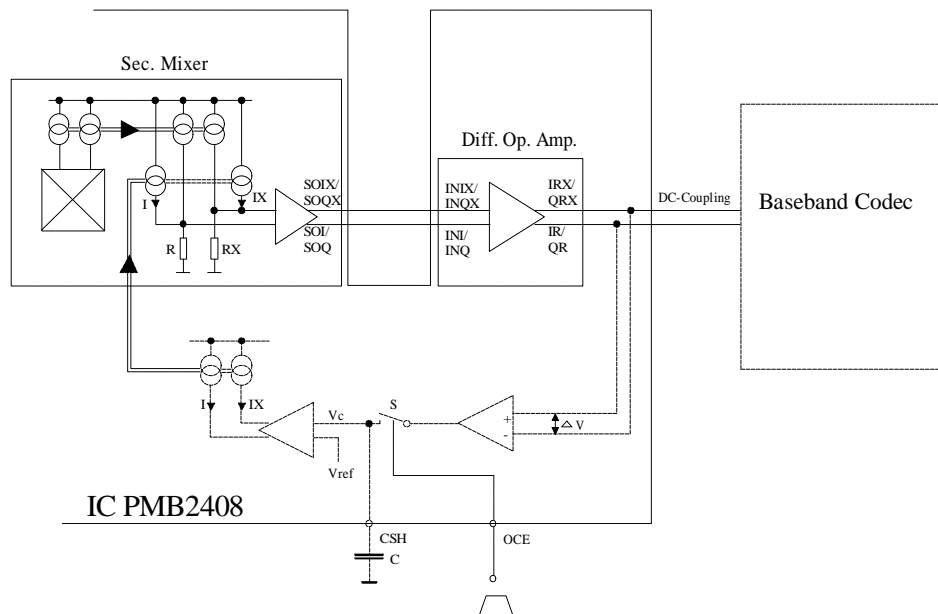 Sec. Mixer
Diff. Op. Amp.
SOIX/
SOQX
SOI/
SOQ
I
IX
R
RX
INIX/
INQX
INI/
INQ
IRX/
QRX
IR/
QR
DC-Coupling
Baseband Codec
I
IX
Vc
S
+
-
△ V
Vref
IC PMB2408
CSH
C
OCE